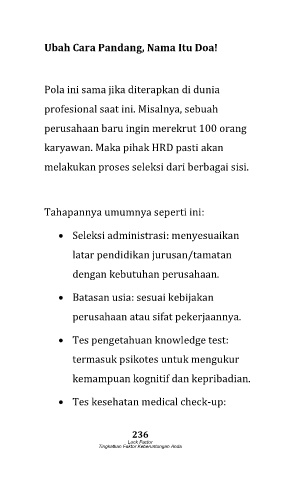 Ubah Cara Pandang, Nama Itu Doa!
Pola ini sama jika diterapkan di dunia
profesional saat ini. Misalnya, sebuah
perusahaan baru ingin merekrut 100 orang
karyawan. Maka pihak HRD pasti akan
melakukan proses seleksi dari berbagai sisi.
Tahapannya umumnya seperti ini:
• Seleksi administrasi: menyesuaikan
latar pendidikan jurusan/tamatan
dengan kebutuhan perusahaan.
• Batasan usia: sesuai kebijakan
perusahaan atau sifat pekerjaannya.
• Tes pengetahuan knowledge test:
termasuk psikotes untuk mengukur
kemampuan kognitif dan kepribadian.
• Tes kesehatan medical check-up:
236
Luck Factor
Tingkatkan Faktor Keberuntungan Anda